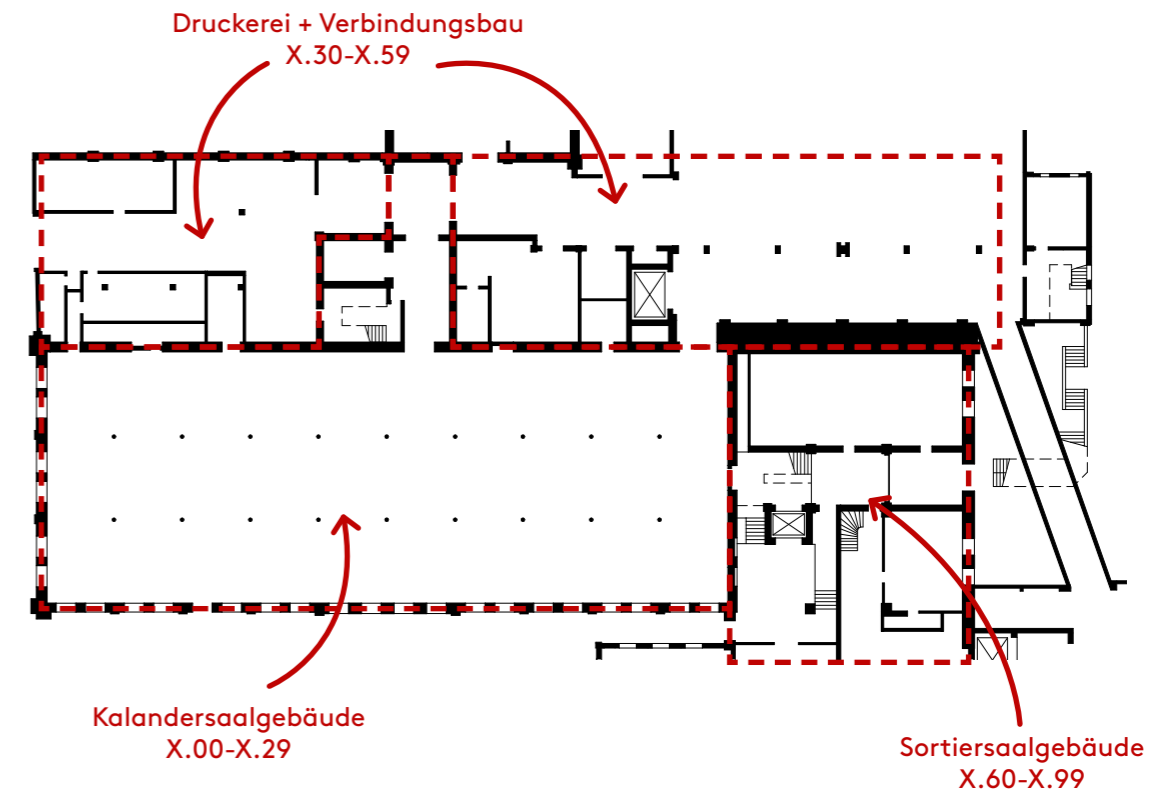 Druckerei + Verbindungsbau
X.30-X.59
Kalandersaalgebäude
X.00-X.29
Sortiersaalgebäude
X.60-X.99